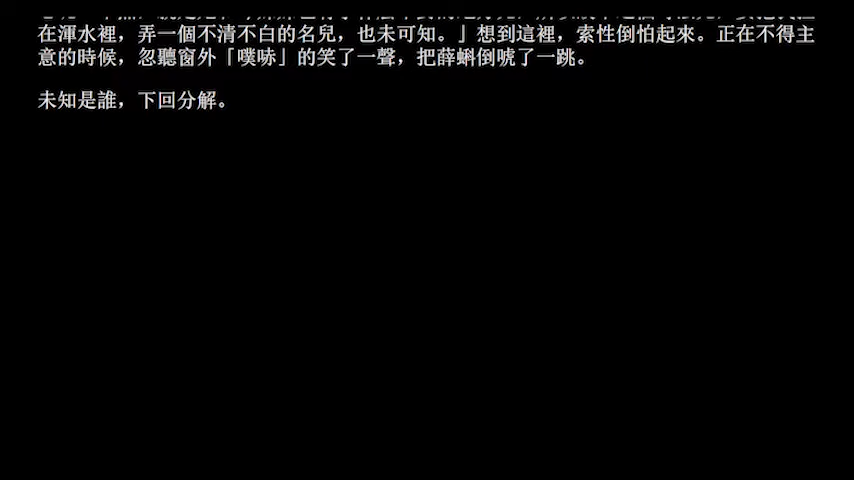 在渾水裡，弄一個不清不白的名兒，也未可知。」想到這裡，索性倒怕起來。正在不得主
意的時候，忽聽窗外「噗哧」的笑了一聲，把薛蝌倒唬了一跳。
未知是誰，下回分解。